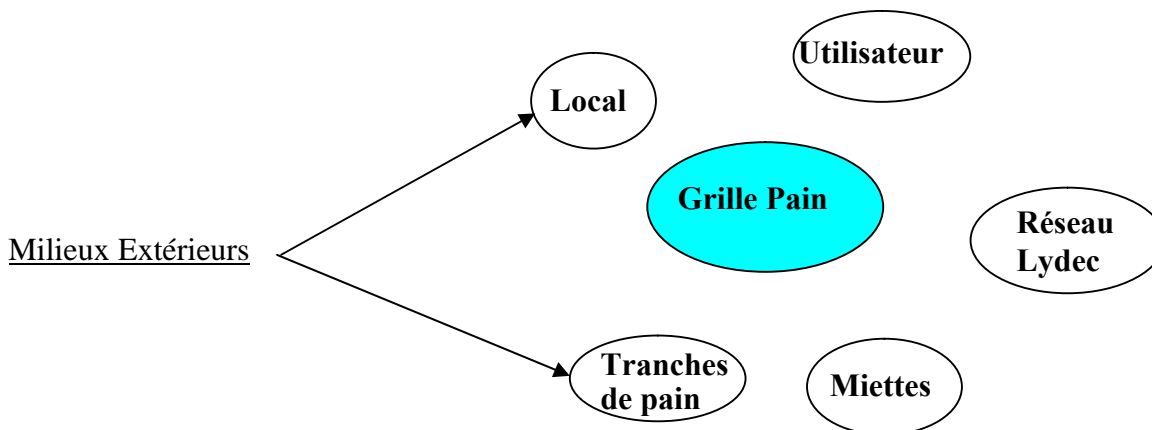 Utilisateur
Local
Grille Pain
Réseau
Lydec
Milieux Extérieurs
Tranches
de pain
Miettes